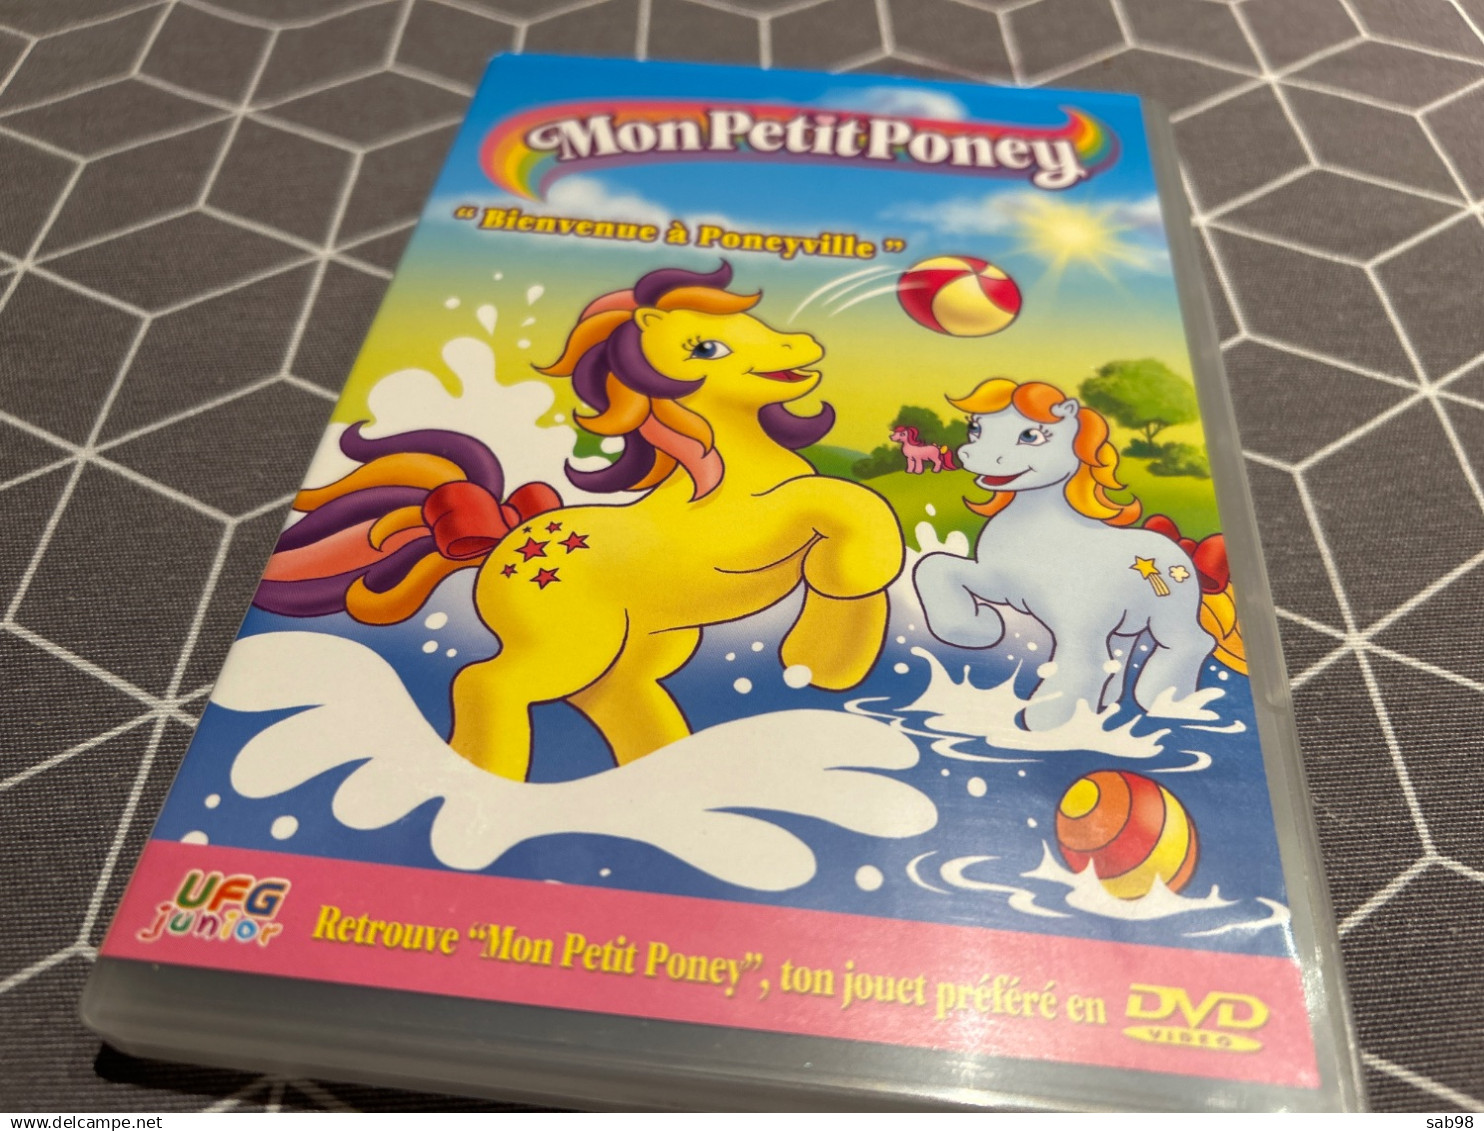 Mon Petit Poney
“ Bienvenue à Poneyville ”
UFG
junior
Retrouve “Mon Petit Poney”, ton jouet préféré en
DVD
VIDEO
delcampe.net
sab98